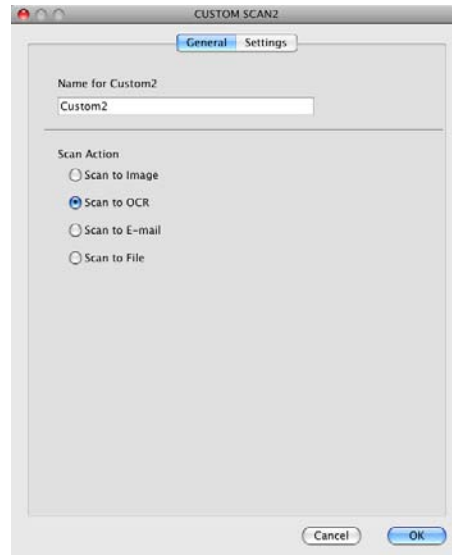 CUSTOM SCAN2
General Settings
Name for Custom2
Custom2
Scan Action
Scan to Image
Scan to OCR
Scan to E-mail
Scan to File
Cancel OK